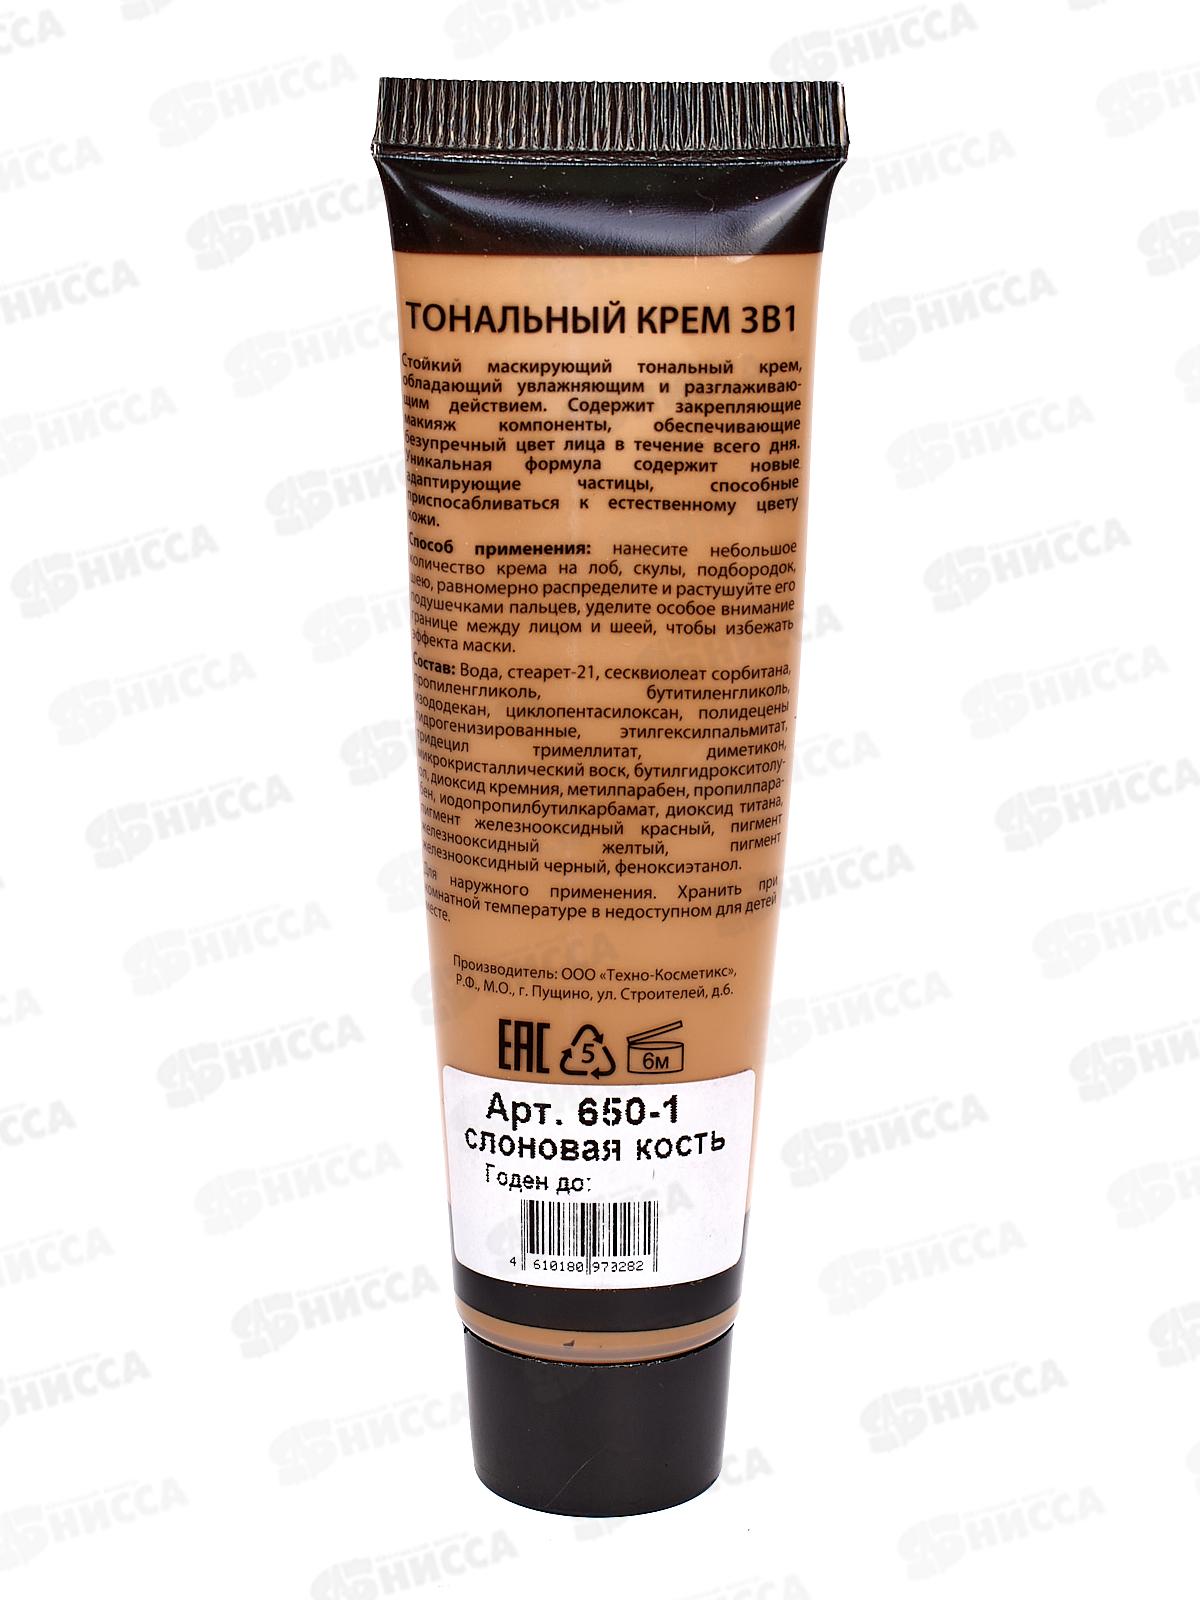 ТОНАЛЬНЫЙ КРЕМ 3В1
Стойкий маскирующий тональный крем,
обладающий увлажняющим и разглаживаю-
щим действием. Содержит закрепляющие
макияж компоненты, обеспечивающие
безупречный цвет лица в течение всего дня.
Уникальная формула содержит новые
адаптирующие частицы, способные
приспосабливаться к естественному цвету
кожи.
Способ применения: нанесите небольшое
количество крема на лоб, скулы, подбородок,
шею, равномерно распределите и растушуйте его
подушечками пальцев, уделите особое внимание
границе между лицом и шеей, чтобы избежать
эффекта маски.
Состав: Вода, стеарет-21, сесквиолеат сорбитана,
пропиленгликоль, бутитиленгликоль,
изододекан, циклопентасилоксан, полидецены
гидрогенизированные, этилгексилпальмитат,
тридецил тримеллитат, диметикон,
микрокристаллический воск, бутилгидрокситолу-
ол, диоксид кремния, метилпарабен, пропилпара-
бен, иодопропилбутилкарбамат, диоксид титана,
пигмент железнооксидный красный, пигмент
железнооксидный желтый, пигмент
железнооксидный черный, феноксиэтанол.
Для наружного применения. Хранить при
комнатной температуре в недоступном для детей
месте.
Производитель: ООО «Техно-Косметикс»,
Р.Ф., М.О., г. Пущино, ул. Строителей, д.6.
ЕАС 5 6м
Арт. 650-1
слоновая кость
Годен до:
4 610180 973282